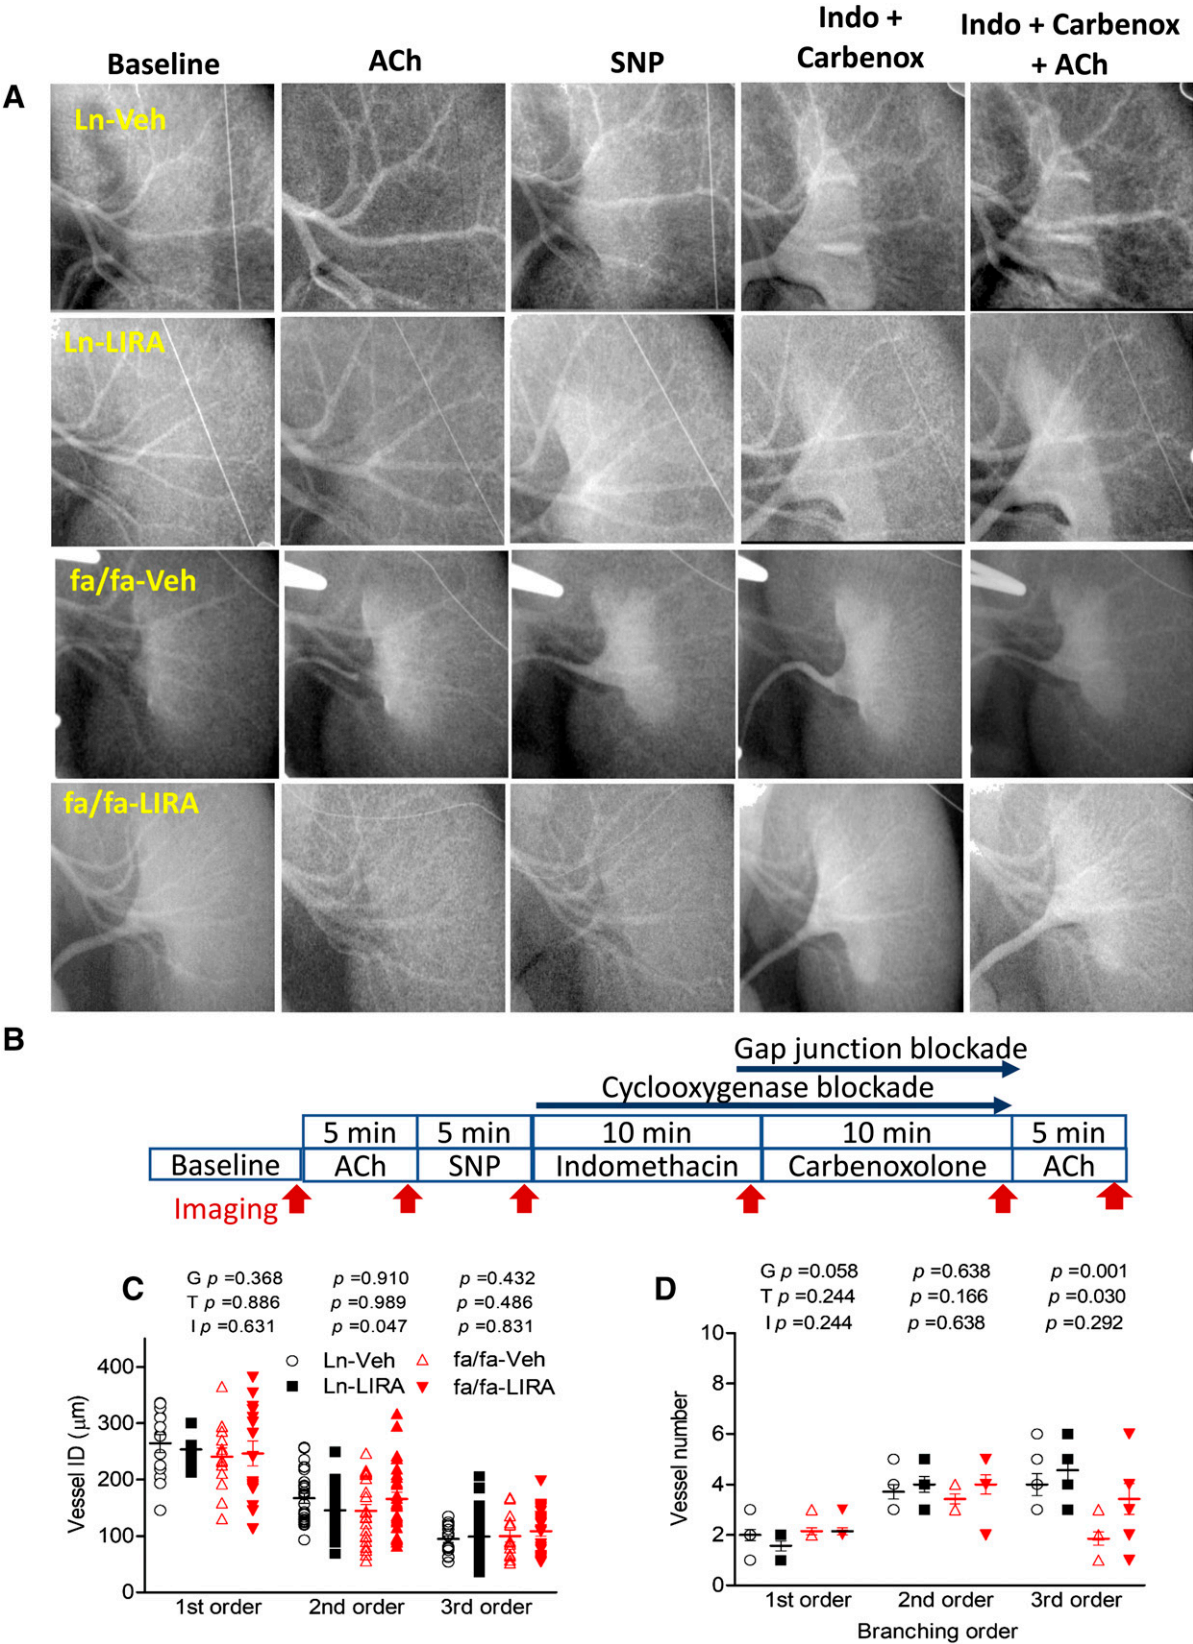 Baseline
ACh
SNP
Indo +
Carbenox
Indo + Carbenox
+ ACh
A
Ln-Veh
Ln-LIRA
fa/fa-Veh
fa/fa-LIRA
B
Gap junction blockade
Cyclooxygenase blockade
5 min 5 min 10 min 10 min 5 min
Baseline ACh SNP Indomethacin Carbenoxolone ACh
Imaging
C
G p =0.368 p =0.910 p =0.432
T p =0.886 p =0.989 p =0.486
I p =0.631 p =0.047 p =0.831
Ln-Veh fa/fa-Veh
Ln-LIRA fa/fa-LIRA
Vessel ID (μm)
400
300
200
100
0
1st order 2nd order 3rd order
D
G p =0.058 p =0.638 p =0.001
T p =0.244 p =0.166 p =0.030
I p =0.244 p =0.638 p =0.292
Vessel number
10
8
6
4
2
0
1st order 2nd order 3rd order
Branching order